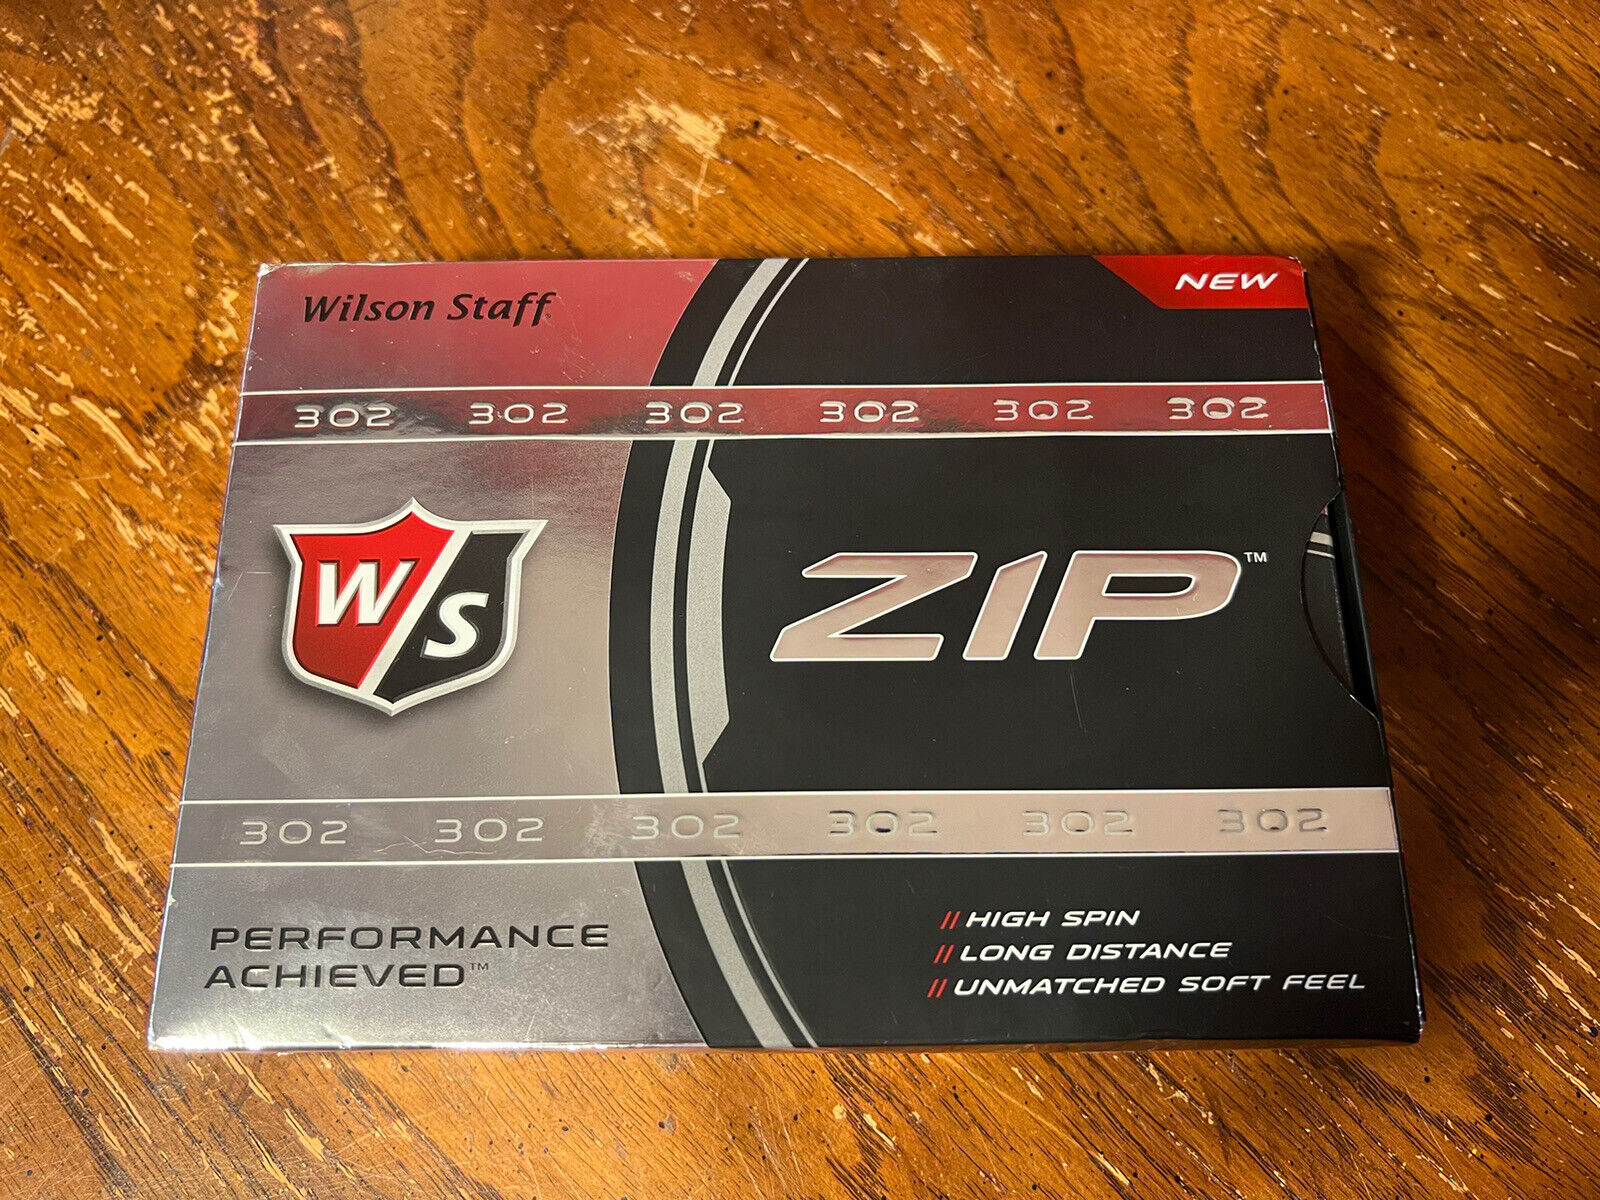 Wilson Staff®
NEW
302 302 302 302 302 302
W/S
ZIP™
302 302 302 302 302 302
PERFORMANCE
ACHIEVED™
// HIGH SPIN
// LONG DISTANCE
// UNMATCHED SOFT FEEL